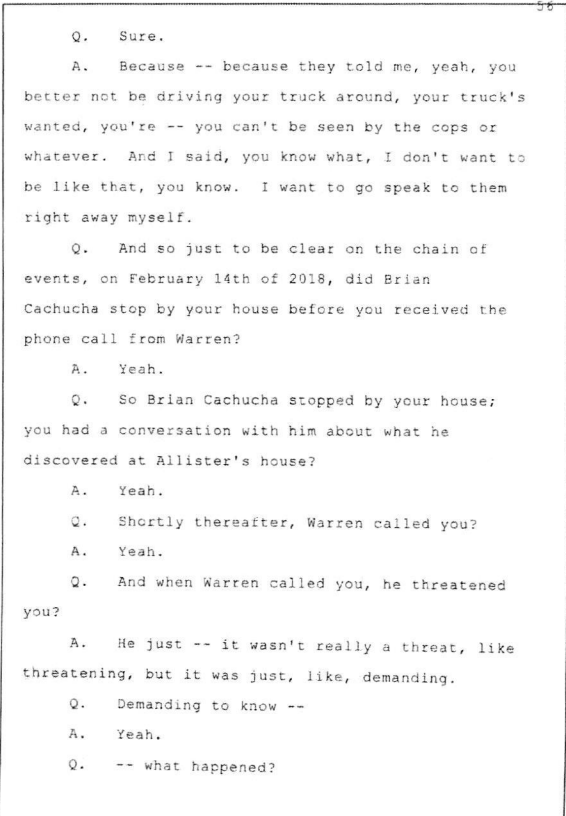 56
Q. Sure.
A. Because -- because they told me, yeah, you
better not be driving your truck around, your truck's
wanted, you're -- you can't be seen by the cops or
whatever. And I said, you know what, I don't want to
be like that, you know. I want to go speak to them
right away myself.
Q. And so just to be clear on the chain of
events, on February 14th of 2018, did Brian
Cachucha stop by your house before you received the
phone call from Warren?
A. Yeah.
Q. So Brian Cachucha stopped by your house;
you had a conversation with him about what he
discovered at Allister's house?
A. Yeah.
Q. Shortly thereafter, Warren called you?
A. Yeah.
Q. And when Warren called you, he threatened
you?
A. He just -- it wasn't really a threat, like
threatening, but it was just, like, demanding.
Q. Demanding to know --
A. Yeah.
Q. -- what happened?